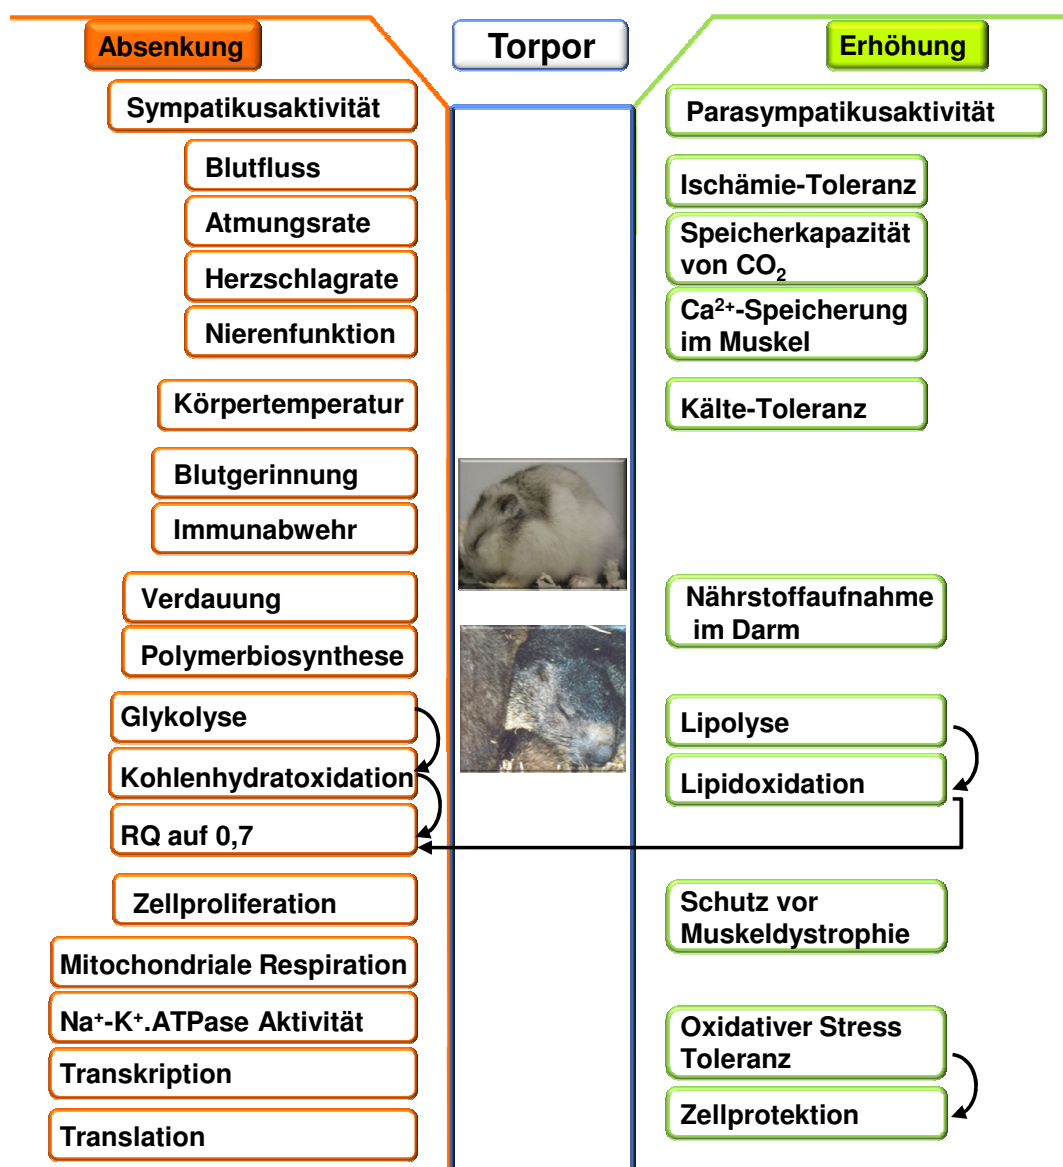 Absenkung
Torpor
Erhöhung
Sympatikusaktivität
Blutfluss
Atmungsrate
Herzschlagrate
Nierenfunktion
Körpertemperatur
Blutgerinnung
Immunabwehr
Verdauung
Polymerbiosynthese
Glykolyse
Kohlenhydratoxidation
RQ auf 0,7
Zellproliferation
Mitochondriale Respiration
Na⁺-K⁺.ATPase Aktivität
Transkription
Translation
Parasympatikusaktivität
Ischämie-Toleranz
Speicherkapazität
von CO₂
Ca²⁺-Speicherung
im Muskel
Kälte-Toleranz
Nährstoffaufnahme
im Darm
Lipolyse
Lipidoxidation
Schutz vor
Muskeldystrophie
Oxidativer Stress
Toleranz
Zellprotektion